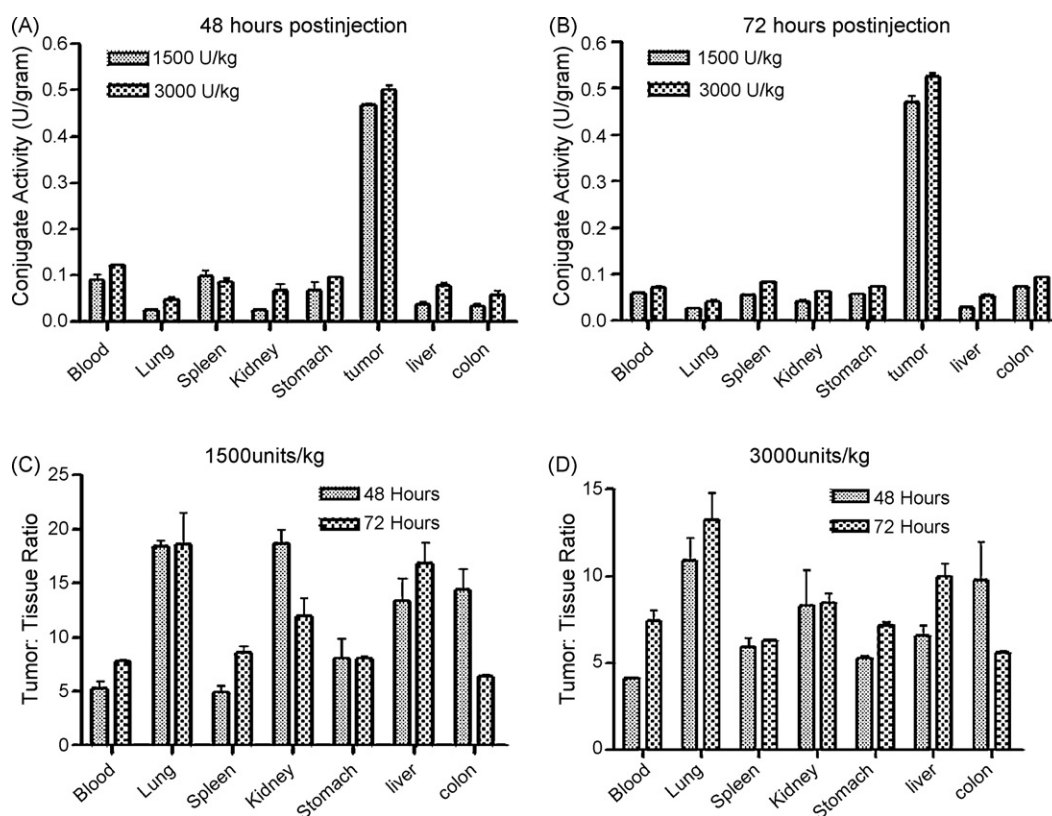 (A)
48 hours postinjection
Conjugate Activity (U/gram)
0.6
0.5
0.4
0.3
0.2
0.1
0.0
1500 U/kg
3000 U/kg
Blood
Lung
Spleen
Kidney
Stomach
tumor
liver
colon
(B)
72 hours postinjection
Conjugate Activity (U/gram)
0.6
0.5
0.4
0.3
0.2
0.1
0.0
1500 U/kg
3000 U/kg
Blood
Lung
Spleen
Kidney
Stomach
tumor
liver
colon
(C)
1500units/kg
Tumor: Tissue Ratio
25
20
15
10
5
0
48 Hours
72 Hours
Blood
Lung
Spleen
Kidney
Stomach
liver
colon
(D)
3000units/kg
Tumor: Tissue Ratio
15
10
5
0
48 Hours
72 Hours
Blood
Lung
Spleen
Kidney
Stomach
liver
colon